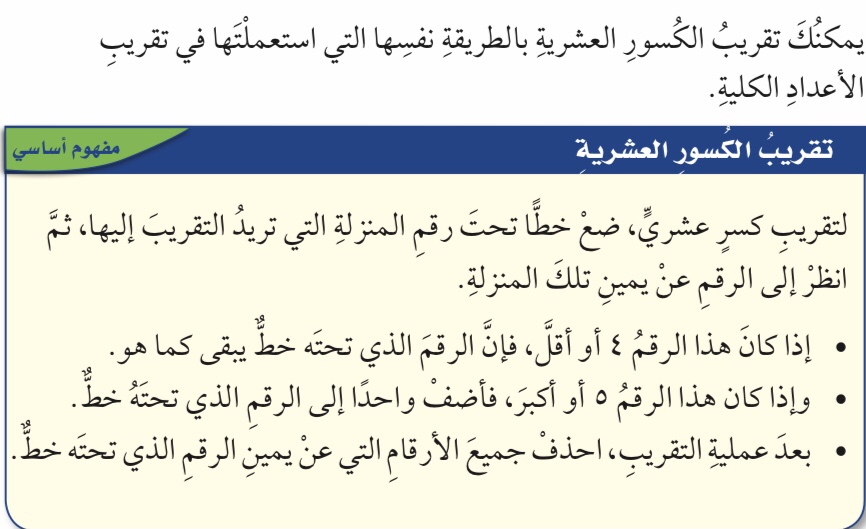 يمكنُكَ تقريبُ الكُسورِ العشريةِ بالطريقةِ نفسِها التي استعملْتَها في تقريبِ
الأعدادِ الكليةِ.
تقريبُ الكُسورِ العشريةِ
مفهوم أساسي
لتقريبِ كسرٍ عشريٍّ، ضعْ خطًّا تحتَ رقمِ المنزلةِ التي تريدُ التقريبَ إليها، ثمَّ
انظرْ إلى الرقمِ عنْ يمينِ تلكَ المنزلةِ.
• إذا كانَ هذا الرقمُ ٤ أو أقلَّ، فإنَّ الرقمَ الذي تحتَه خطٌّ يبقى كما هو.
• وإذا كان هذا الرقمُ ٥ أو أكبرَ، فأضفْ واحدًا إلى الرقمِ الذي تحتَهُ خطٌّ.
• بعدَ عمليةِ التقريبِ، احذفْ جميعَ الأرقامِ التي عنْ يمينِ الرقمِ الذي تحتَه خطٌّ.